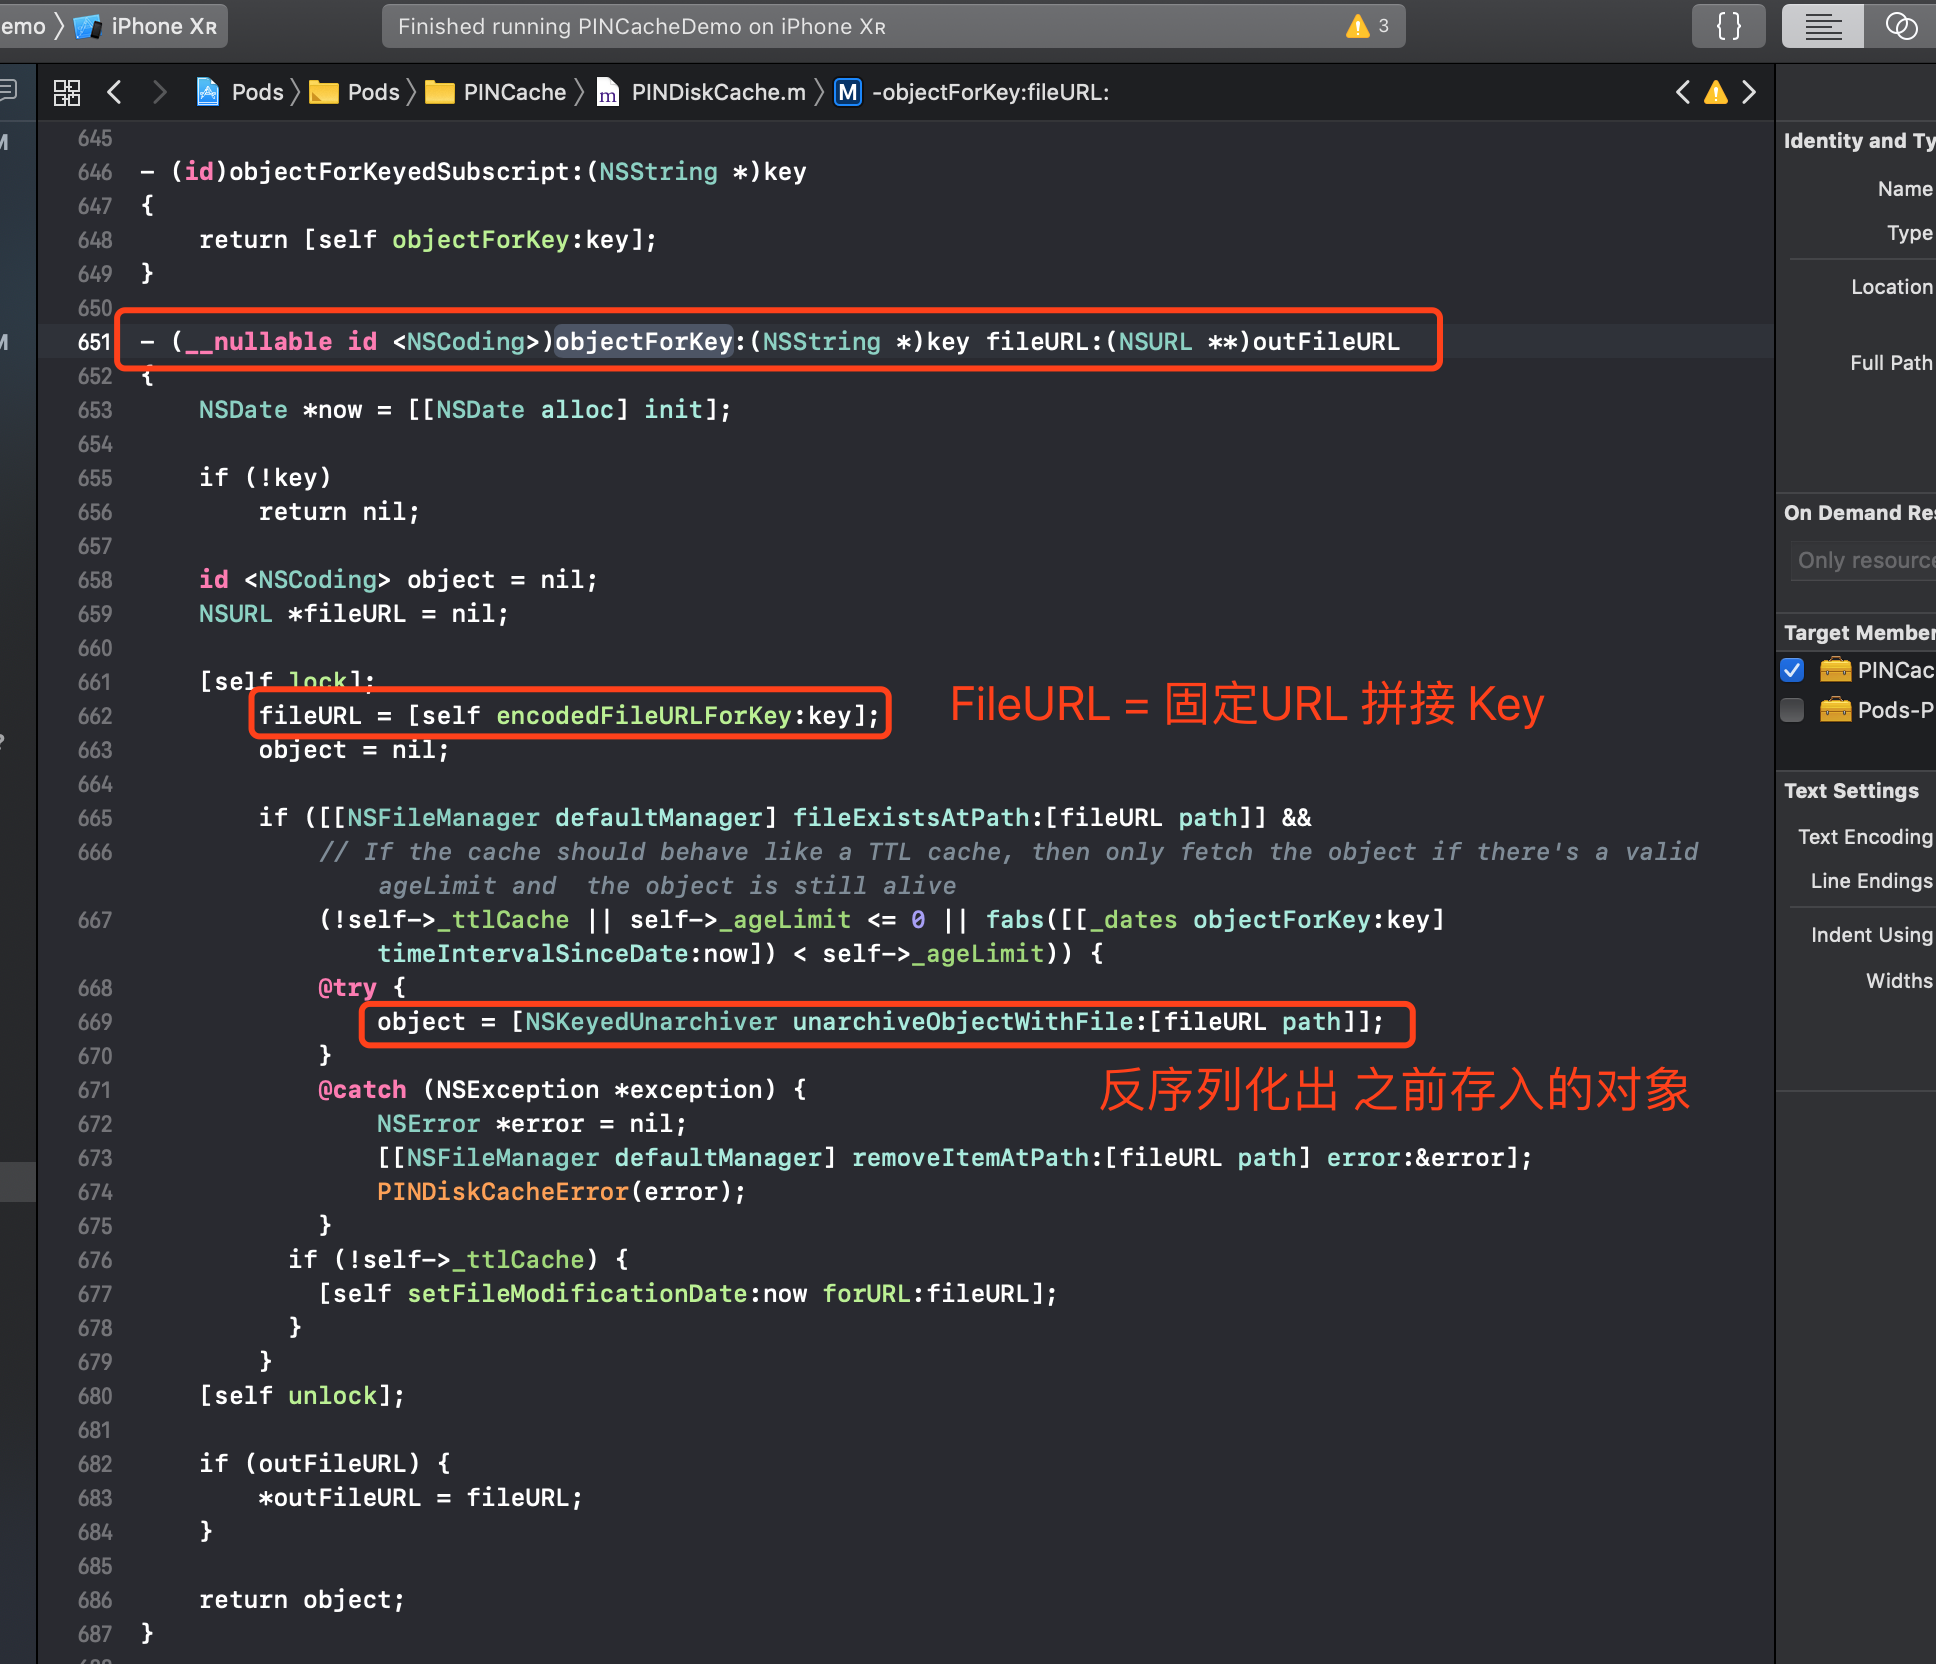 emo 〉 iPhone XR
Finished running PINCacheDemo on iPhone XR
3
{ }
Pods 〉 Pods 〉 PINCache 〉 PINDiskCache.m 〉 M -objectForKey:fileURL:
645
646 - (id)objectForKeyedSubscript:(NSString *)key
647 {
648     return [self objectForKey:key];
649 }
650
651 - (__nullable id <NSCoding>)objectForKey:(NSString *)key fileURL:(NSURL **)outFileURL
652 {
653     NSDate *now = [[NSDate alloc] init];
654
655     if (!key)
656         return nil;
657
658     id <NSCoding> object = nil;
659     NSURL *fileURL = nil;
660
661     [self lock];
662         fileURL = [self encodedFileURLForKey:key];
FileURL = 固定URL 拼接 Key
663         object = nil;
664
665         if ([[NSFileManager defaultManager] fileExistsAtPath:[fileURL path]] &&
666             // If the cache should behave like a TTL cache, then only fetch the object if there's a valid
                ageLimit and  the object is still alive
667             (!self->_ttlCache || self->_ageLimit <= 0 || fabs([[_dates objectForKey:key]
                timeIntervalSinceDate:now]) < self->_ageLimit)) {
668             @try {
669                 object = [NSKeyedUnarchiver unarchiveObjectWithFile:[fileURL path]];
670             }
反序列化出 之前存入的对象
671             @catch (NSException *exception) {
672                 NSError *error = nil;
673                 [[NSFileManager defaultManager] removeItemAtPath:[fileURL path] error:&error];
674                 PINDiskCacheError(error);
675             }
676           if (!self->_ttlCache) {
677             [self setFileModificationDate:now forURL:fileURL];
678           }
679         }
680     [self unlock];
681
682     if (outFileURL) {
683         *outFileURL = fileURL;
684     }
685
686     return object;
687 }
Identity and Ty
Name
Type
Location
Full Path
On Demand Res
Only resource
Target Member
PINCac
Pods-P
Text Settings
Text Encoding
Line Endings
Indent Using
Widths